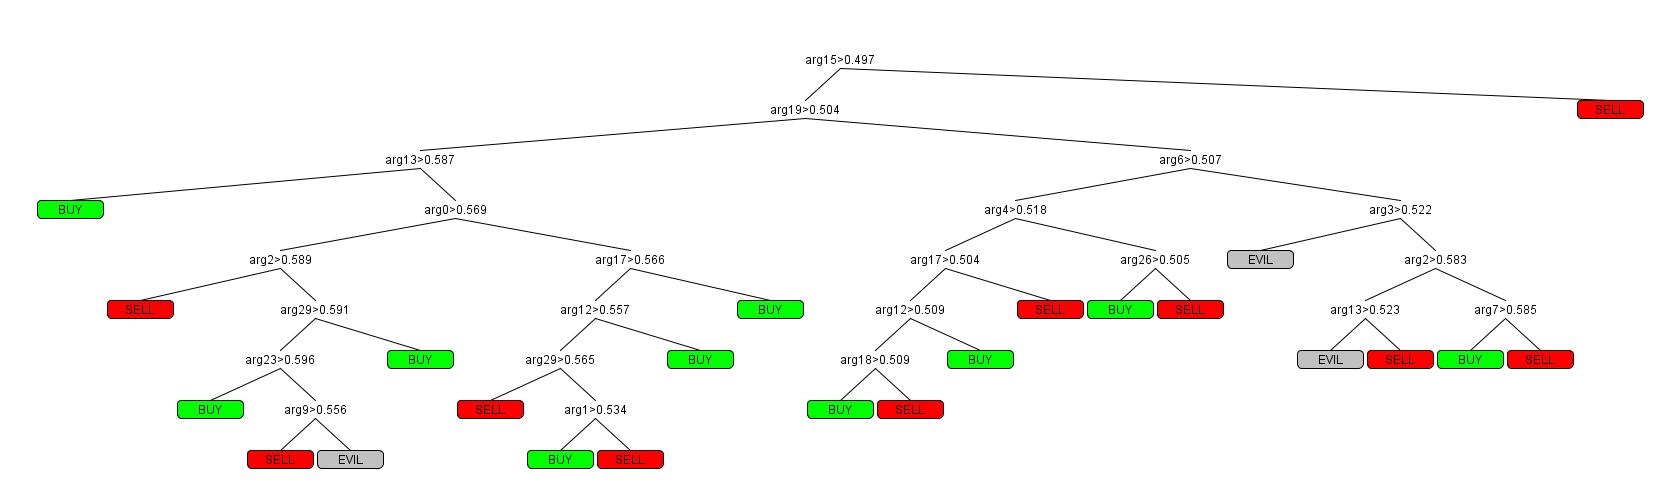 arg15>0.497
arg19>0.504 SELL
arg13>0.587 arg6>0.507
BUY arg0>0.569 arg4>0.518 arg3>0.522
arg2>0.589 arg17>0.566 arg17>0.504 arg26>0.505 EVIL arg2>0.583
SELL arg29>0.591 arg12>0.557 BUY arg12>0.509 SELL BUY SELL arg13>0.523 arg7>0.585
arg23>0.596 BUY arg29>0.565 BUY arg18>0.509 BUY EVIL SELL BUY SELL
BUY arg9>0.556 SELL arg1>0.534 BUY SELL
SELL EVIL BUY SELL